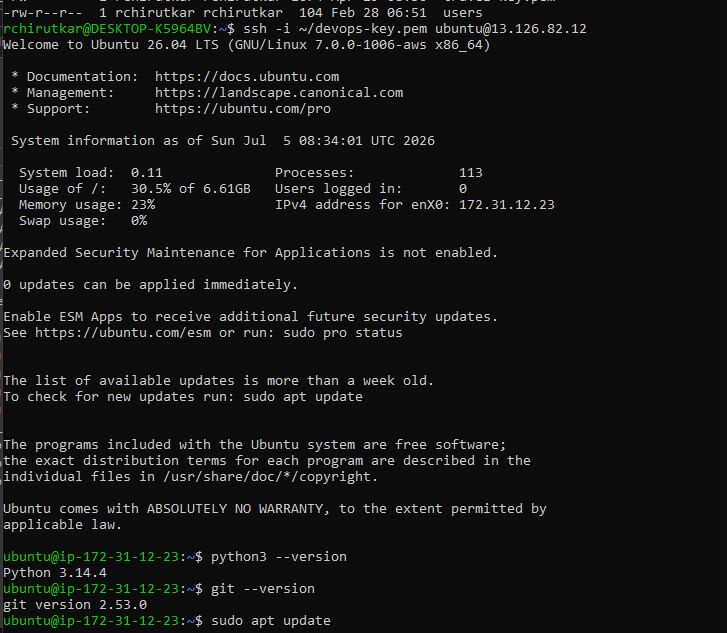 -rw-r--r--  1 rchirutkar rchirutkar  104 Feb 28 06:51  users
rchirutkar@DESKTOP-K5964BV:~$ ssh -i ~/devops-key.pem ubuntu@13.126.82.12
Welcome to Ubuntu 26.04 LTS (GNU/Linux 7.0.0-1006-aws x86_64)

 * Documentation:  https://docs.ubuntu.com
 * Management:     https://landscape.canonical.com
 * Support:        https://ubuntu.com/pro

 System information as of Sun Jul  5 08:34:01 UTC 2026

  System load:  0.11              Processes:             113
  Usage of /:   30.5% of 6.61GB   Users logged in:       0
  Memory usage: 23%               IPv4 address for enX0: 172.31.12.23
  Swap usage:   0%

Expanded Security Maintenance for Applications is not enabled.

0 updates can be applied immediately.

Enable ESM Apps to receive additional future security updates.
See https://ubuntu.com/esm or run: sudo pro status


The list of available updates is more than a week old.
To check for new updates run: sudo apt update


The programs included with the Ubuntu system are free software;
the exact distribution terms for each program are described in the
individual files in /usr/share/doc/*/copyright.

Ubuntu comes with ABSOLUTELY NO WARRANTY, to the extent permitted by
applicable law.

ubuntu@ip-172-31-12-23:~$ python3 --version
Python 3.14.4
ubuntu@ip-172-31-12-23:~$ git --version
git version 2.53.0
ubuntu@ip-172-31-12-23:~$ sudo apt update